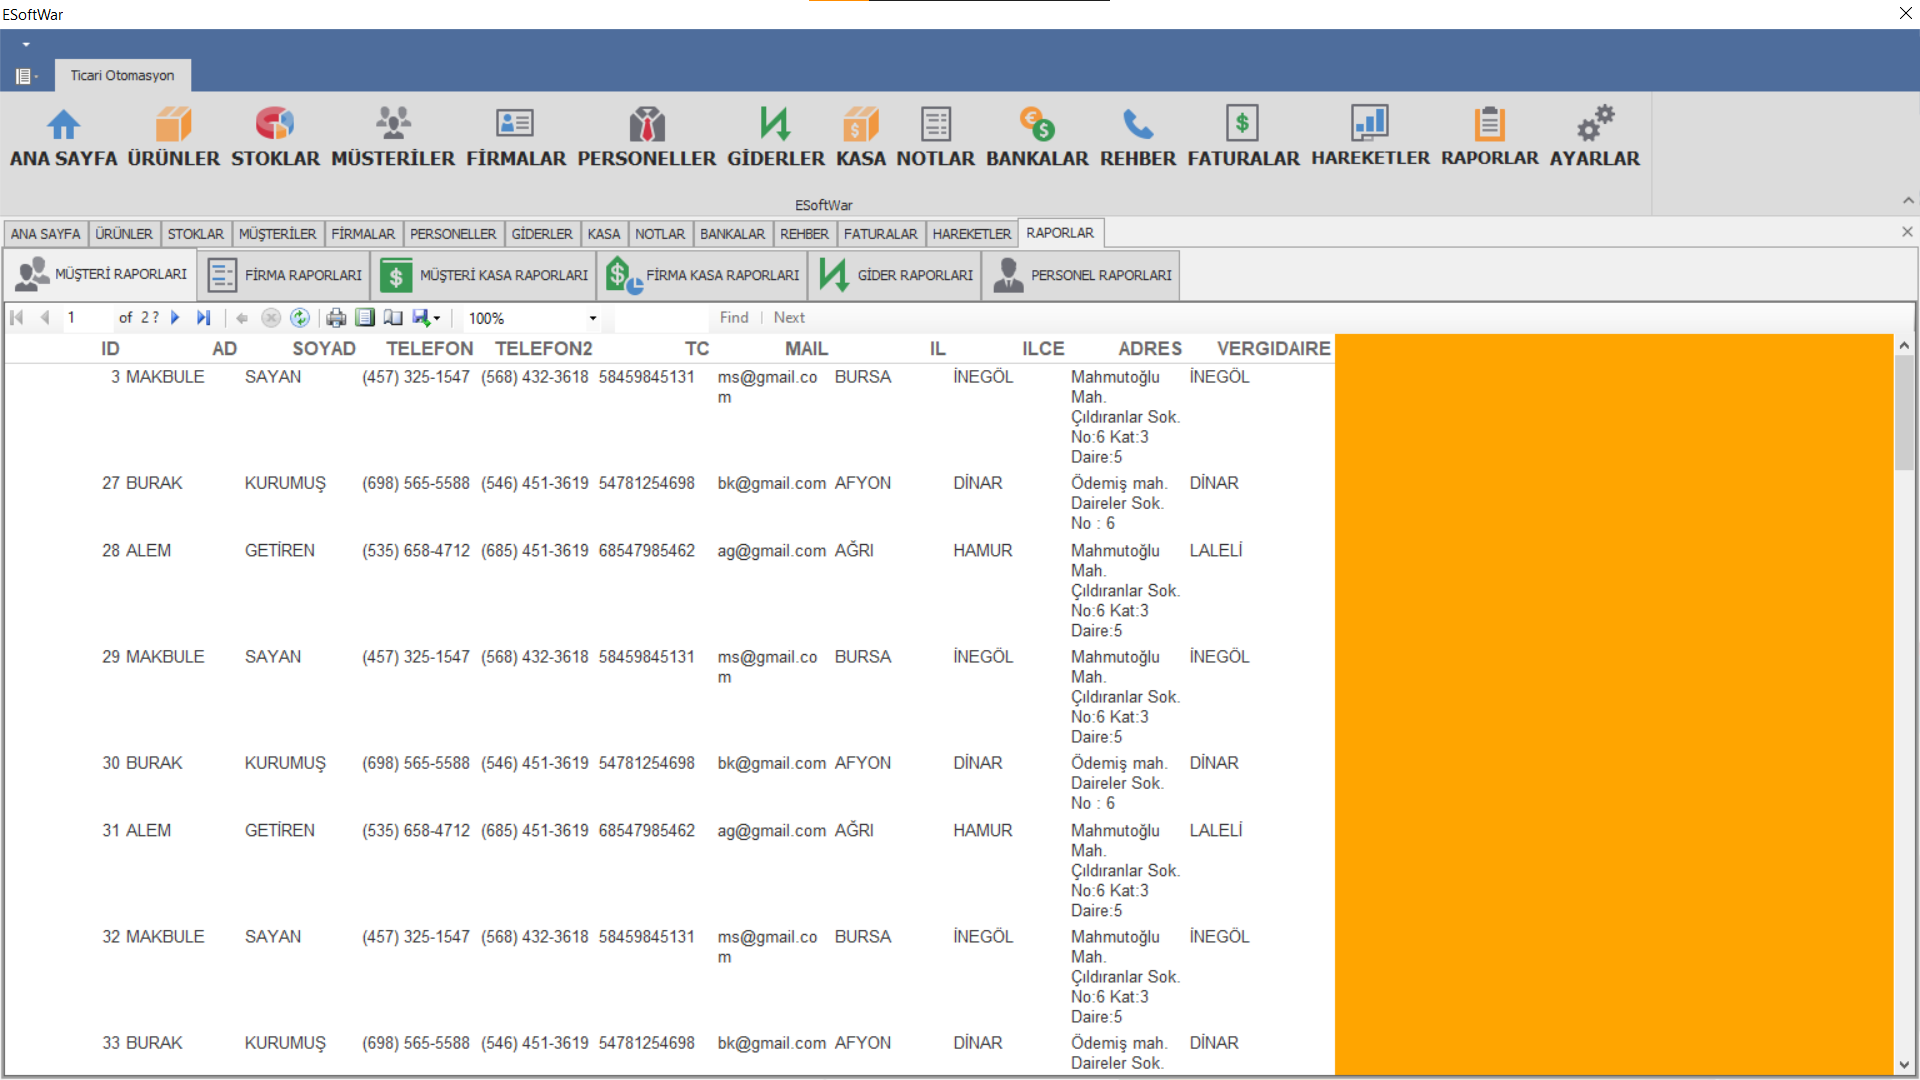 ESoftWar
Ticari Otomasyon
ANA SAYFA ÜRÜNLER STOKLAR MÜSTERİLER FİRMALAR PERSONELLER GİDERLER KASA NOTLAR BANKALAR REHBER FATURALAR HAREKETLER RAPORLAR AYARLAR
ESoftWar
ANA SAYFA ÜRÜNLER STOKLAR MÜŞTERİLER FİRMALAR PERSONELLER GİDERLER KASA NOTLAR BANKALAR REHBER FATURALAR HAREKETLER RAPORLAR
MÜŞTERİ RAPORLARI FİRMA RAPORLARI MÜŞTERİ KASA RAPORLARI FİRMA KASA RAPORLARI GİDER RAPORLARI PERSONEL RAPORLARI
1 of 2 ? 100% Find | Next
ID AD SOYAD TELEFON TELEFON2 TC MAIL IL ILCE ADRES VERGIDAIRE
3 MAKBULE SAYAN (457) 325-1547 (568) 432-3618 58459845131 ms@gmail.co BURSA İNEGÖL Mahmutoğlu İNEGÖL
m Mah.
Çıldıranlar Sok.
No:6 Kat:3
Daire:5
27 BURAK KURUMUŞ (698) 565-5588 (546) 451-3619 54781254698 bk@gmail.com AFYON DİNAR Ödemiş mah. DİNAR
Daireler Sok.
No : 6
28 ALEM GETİREN (535) 658-4712 (685) 451-3619 68547985462 ag@gmail.com AĞRI HAMUR Mahmutoğlu LALELİ
Mah.
Çıldıranlar Sok.
No:6 Kat:3
Daire:5
29 MAKBULE SAYAN (457) 325-1547 (568) 432-3618 58459845131 ms@gmail.co BURSA İNEGÖL Mahmutoğlu İNEGÖL
m Mah.
Çıldıranlar Sok.
No:6 Kat:3
Daire:5
30 BURAK KURUMUŞ (698) 565-5588 (546) 451-3619 54781254698 bk@gmail.com AFYON DİNAR Ödemiş mah. DİNAR
Daireler Sok.
No : 6
31 ALEM GETİREN (535) 658-4712 (685) 451-3619 68547985462 ag@gmail.com AĞRI HAMUR Mahmutoğlu LALELİ
Mah.
Çıldıranlar Sok.
No:6 Kat:3
Daire:5
32 MAKBULE SAYAN (457) 325-1547 (568) 432-3618 58459845131 ms@gmail.co BURSA İNEGÖL Mahmutoğlu İNEGÖL
m Mah.
Çıldıranlar Sok.
No:6 Kat:3
Daire:5
33 BURAK KURUMUŞ (698) 565-5588 (546) 451-3619 54781254698 bk@gmail.com AFYON DİNAR Ödemiş mah. DİNAR
Daireler Sok.